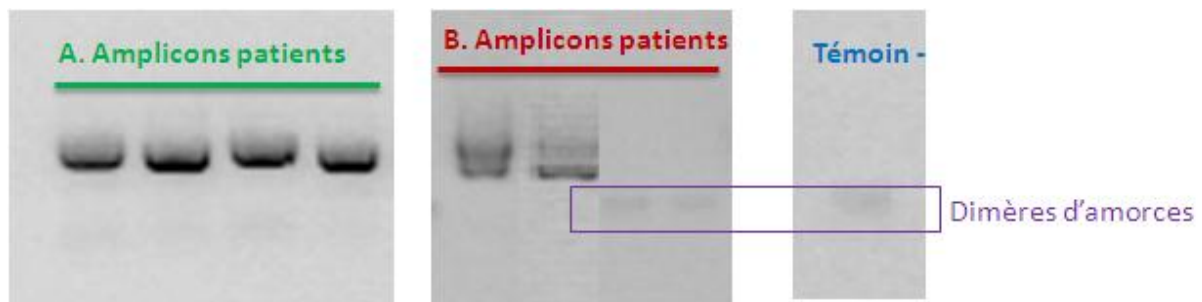 A. Amplicons patients
B. Amplicons patients
Témoin -
Dimères d'amorces